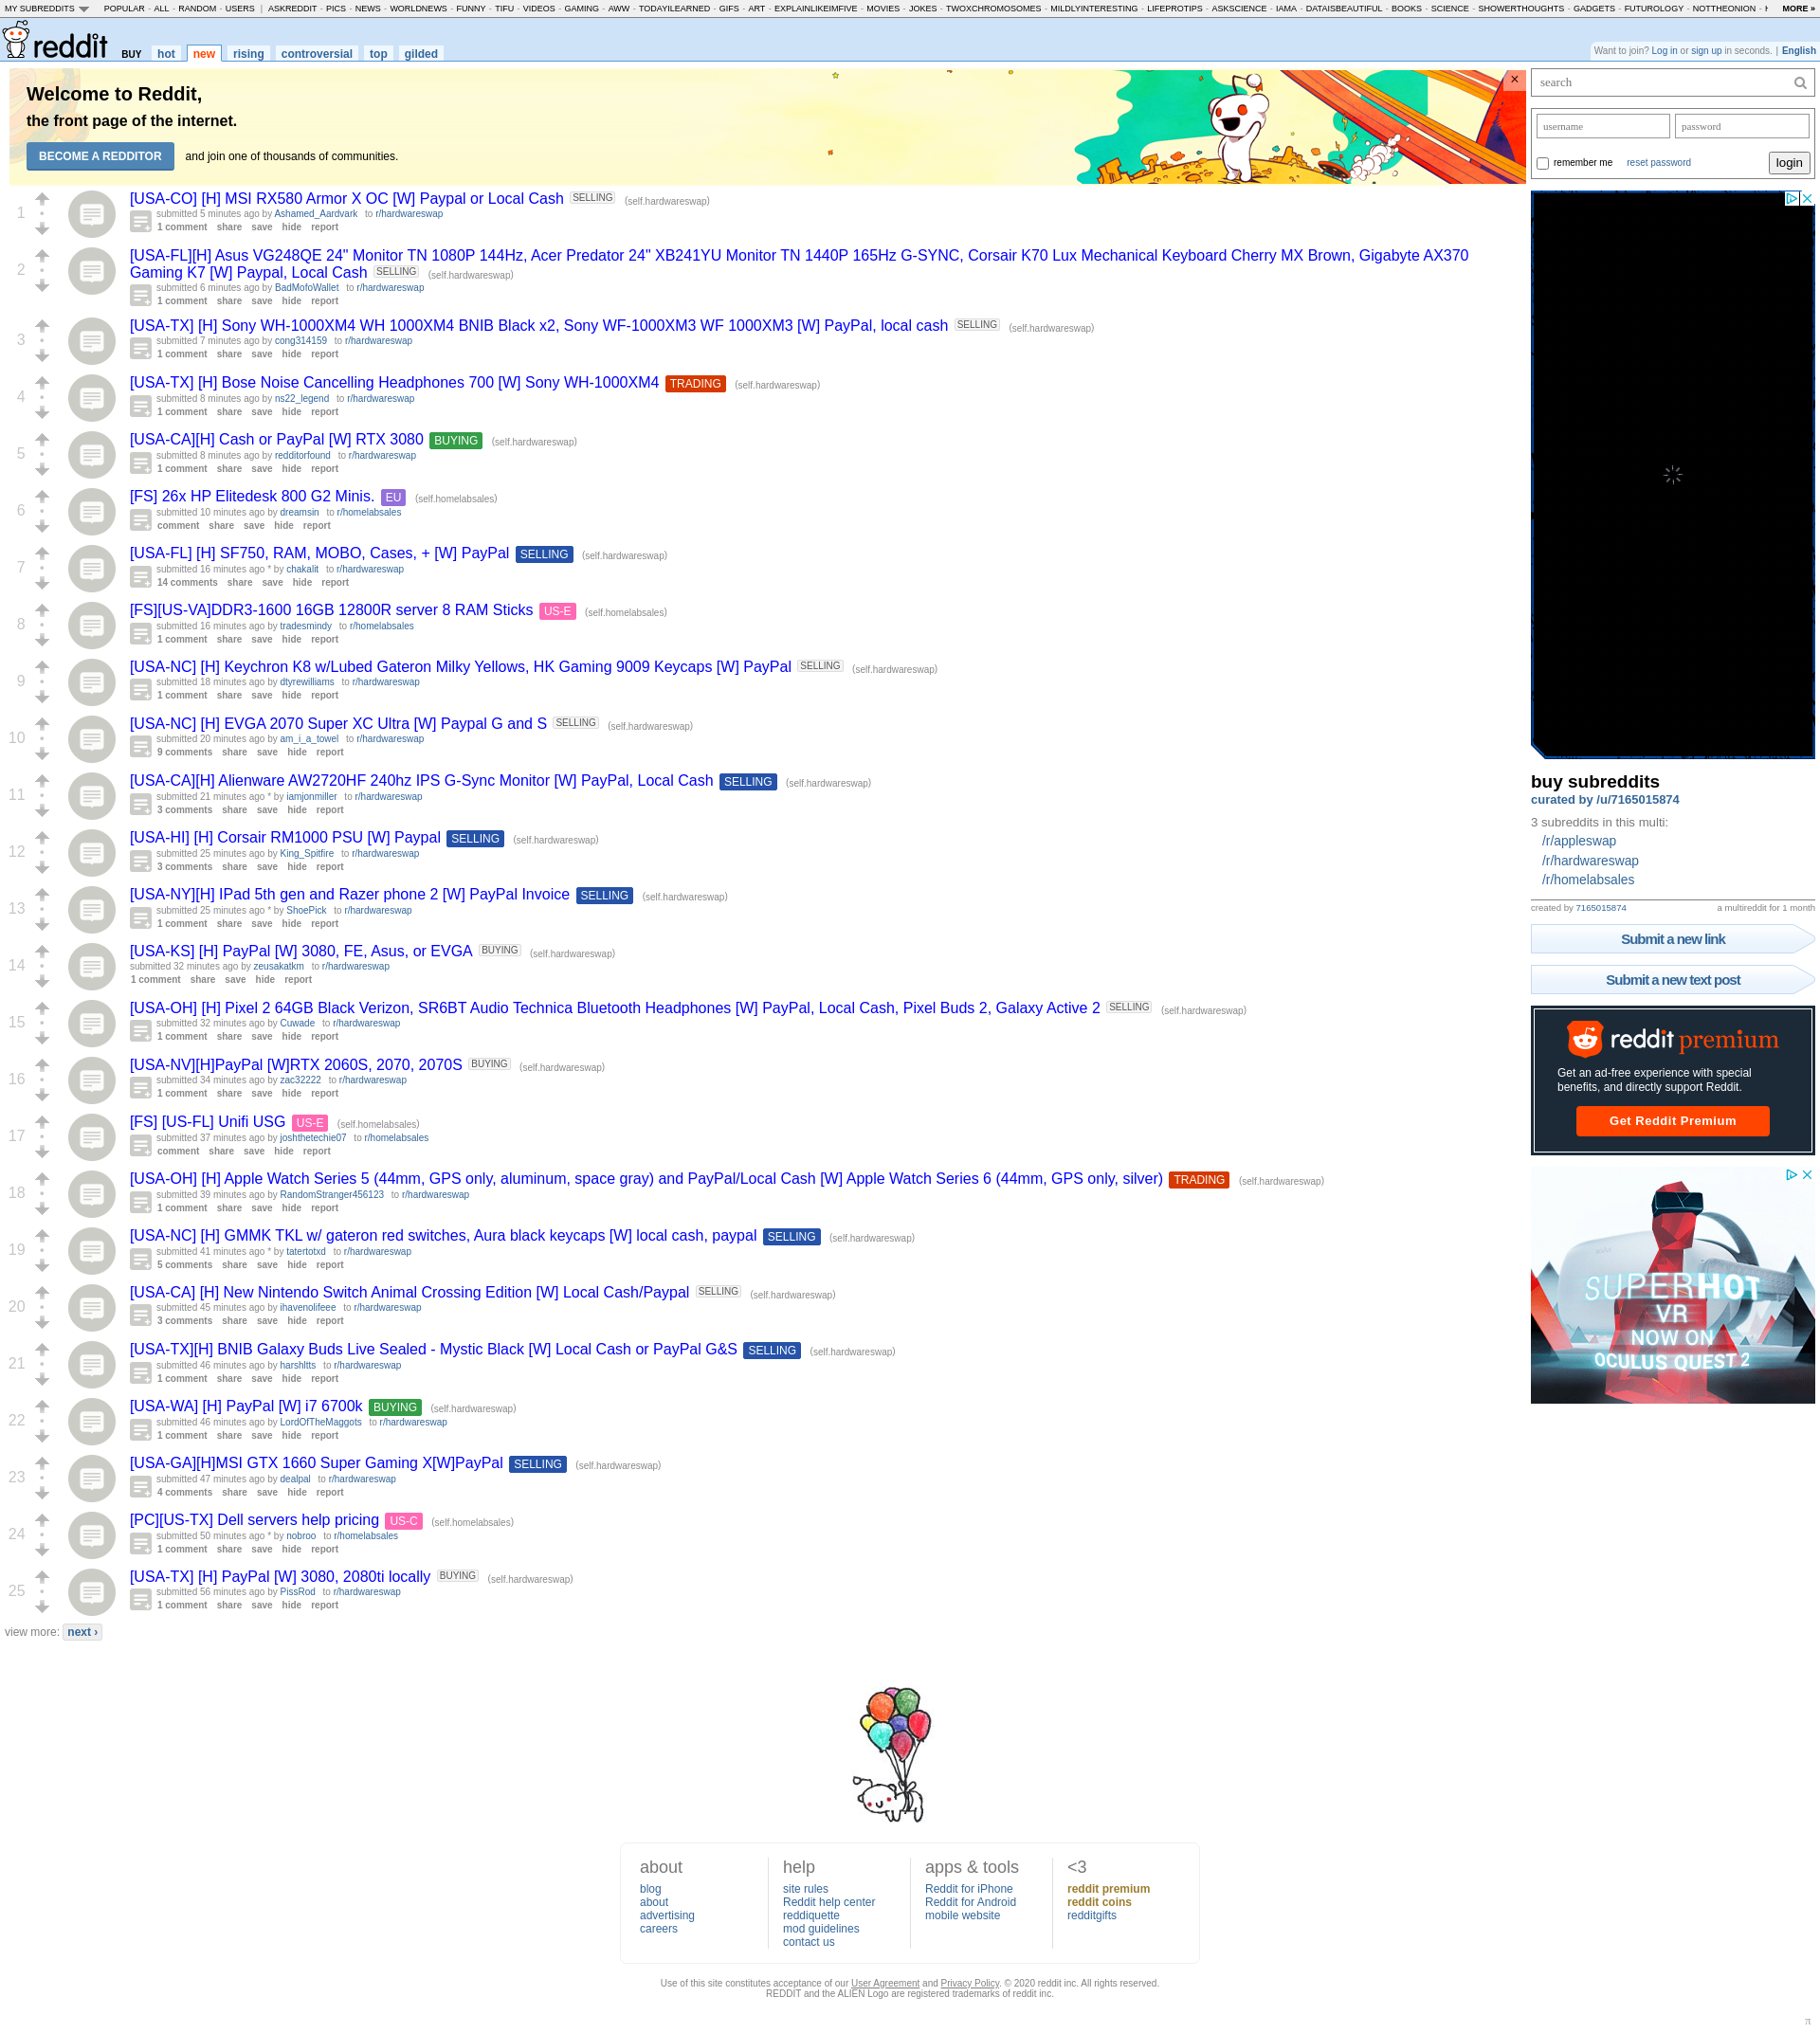 MY SUBREDDITS POPULAR - ALL - RANDOM - USERS | ASKREDDIT - PICS - NEWS - WORLDNEWS - FUNNY - TIFU - VIDEOS - GAMING - AWW - TODAYILEARNED - GIFS - ART - EXPLAINLIKEIMFIVE - MOVIES - JOKES - TWOXCHROMOSOMES - MILDLYINTERESTING - LIFEPROTIPS - ASKSCIENCE - IAMA - DATAISBEAUTIFUL - BOOKS - SCIENCE - SHOWERTHOUGHTS - GADGETS - FUTUROLOGY - NOTTHEONION - MORE »
reddit BUY hot new rising controversial top gilded
Want to join? Log in or sign up in seconds. | English
Welcome to Reddit,
the front page of the internet.
BECOME A REDDITOR and join one of thousands of communities.
×
1
[USA-CO] [H] MSI RX580 Armor X OC [W] Paypal or Local Cash SELLING (self.hardwareswap)
submitted 5 minutes ago by Ashamed_Aardvark to r/hardwareswap
1 comment share save hide report
2
[USA-FL][H] Asus VG248QE 24" Monitor TN 1080P 144Hz, Acer Predator 24" XB241YU Monitor TN 1440P 165Hz G-SYNC, Corsair K70 Lux Mechanical Keyboard Cherry MX Brown, Gigabyte AX370
Gaming K7 [W] Paypal, Local Cash SELLING (self.hardwareswap)
submitted 6 minutes ago by BadMofoWallet to r/hardwareswap
1 comment share save hide report
3
[USA-TX] [H] Sony WH-1000XM4 WH 1000XM4 BNIB Black x2, Sony WF-1000XM3 WF 1000XM3 [W] PayPal, local cash SELLING (self.hardwareswap)
submitted 7 minutes ago by cong314159 to r/hardwareswap
1 comment share save hide report
4
[USA-TX] [H] Bose Noise Cancelling Headphones 700 [W] Sony WH-1000XM4 TRADING (self.hardwareswap)
submitted 8 minutes ago by ns22_legend to r/hardwareswap
1 comment share save hide report
5
[USA-CA][H] Cash or PayPal [W] RTX 3080 BUYING (self.hardwareswap)
submitted 8 minutes ago by redditorfound to r/hardwareswap
1 comment share save hide report
6
[FS] 26x HP Elitedesk 800 G2 Minis. EU (self.homelabsales)
submitted 10 minutes ago by dreamsin to r/homelabsales
comment share save hide report
7
[USA-FL] [H] SF750, RAM, MOBO, Cases, + [W] PayPal SELLING (self.hardwareswap)
submitted 16 minutes ago * by chakalit to r/hardwareswap
14 comments share save hide report
8
[FS][US-VA]DDR3-1600 16GB 12800R server 8 RAM Sticks US-E (self.homelabsales)
submitted 16 minutes ago by tradesmindy to r/homelabsales
1 comment share save hide report
9
[USA-NC] [H] Keychron K8 w/Lubed Gateron Milky Yellows, HK Gaming 9009 Keycaps [W] PayPal SELLING (self.hardwareswap)
submitted 18 minutes ago by dtyrewilliams to r/hardwareswap
1 comment share save hide report
10
[USA-NC] [H] EVGA 2070 Super XC Ultra [W] Paypal G and S SELLING (self.hardwareswap)
submitted 20 minutes ago by am_i_a_towel to r/hardwareswap
9 comments share save hide report
11
[USA-CA][H] Alienware AW2720HF 240hz IPS G-Sync Monitor [W] PayPal, Local Cash SELLING (self.hardwareswap)
submitted 21 minutes ago * by iamjonmiller to r/hardwareswap
3 comments share save hide report
12
[USA-HI] [H] Corsair RM1000 PSU [W] Paypal SELLING (self.hardwareswap)
submitted 25 minutes ago by King_Spitfire to r/hardwareswap
3 comments share save hide report
13
[USA-NY][H] IPad 5th gen and Razer phone 2 [W] PayPal Invoice SELLING (self.hardwareswap)
submitted 25 minutes ago * by ShoePick to r/hardwareswap
1 comment share save hide report
14
[USA-KS] [H] PayPal [W] 3080, FE, Asus, or EVGA BUYING (self.hardwareswap)
submitted 32 minutes ago by zeusakatkm to r/hardwareswap
1 comment share save hide report
15
[USA-OH] [H] Pixel 2 64GB Black Verizon, SR6BT Audio Technica Bluetooth Headphones [W] PayPal, Local Cash, Pixel Buds 2, Galaxy Active 2 SELLING (self.hardwareswap)
submitted 32 minutes ago by Cuwade to r/hardwareswap
1 comment share save hide report
16
[USA-NV][H]PayPal [W]RTX 2060S, 2070, 2070S BUYING (self.hardwareswap)
submitted 34 minutes ago by zac32222 to r/hardwareswap
1 comment share save hide report
17
[FS] [US-FL] Unifi USG US-E (self.homelabsales)
submitted 37 minutes ago by joshthetechie07 to r/homelabsales
comment share save hide report
18
[USA-OH] [H] Apple Watch Series 5 (44mm, GPS only, aluminum, space gray) and PayPal/Local Cash [W] Apple Watch Series 6 (44mm, GPS only, silver) TRADING (self.hardwareswap)
submitted 39 minutes ago by RandomStranger456123 to r/hardwareswap
1 comment share save hide report
19
[USA-NC] [H] GMMK TKL w/ gateron red switches, Aura black keycaps [W] local cash, paypal SELLING (self.hardwareswap)
submitted 41 minutes ago * by tatertotxd to r/hardwareswap
5 comments share save hide report
20
[USA-CA] [H] New Nintendo Switch Animal Crossing Edition [W] Local Cash/Paypal SELLING (self.hardwareswap)
submitted 45 minutes ago by ihavenolifeee to r/hardwareswap
3 comments share save hide report
21
[USA-TX][H] BNIB Galaxy Buds Live Sealed - Mystic Black [W] Local Cash or PayPal G&S SELLING (self.hardwareswap)
submitted 46 minutes ago by harshltts to r/hardwareswap
1 comment share save hide report
22
[USA-WA] [H] PayPal [W] i7 6700k BUYING (self.hardwareswap)
submitted 46 minutes ago by LordOfTheMaggots to r/hardwareswap
1 comment share save hide report
23
[USA-GA][H]MSI GTX 1660 Super Gaming X[W]PayPal SELLING (self.hardwareswap)
submitted 47 minutes ago by dealpal to r/hardwareswap
4 comments share save hide report
24
[PC][US-TX] Dell servers help pricing US-C (self.homelabsales)
submitted 50 minutes ago * by nobroo to r/homelabsales
1 comment share save hide report
25
[USA-TX] [H] PayPal [W] 3080, 2080ti locally BUYING (self.hardwareswap)
submitted 56 minutes ago by PissRod to r/hardwareswap
1 comment share save hide report
view more: next ›
search
username password
remember me reset password login
buy subreddits
curated by /u/7165015874
3 subreddits in this multi:
/r/appleswap
/r/hardwareswap
/r/homelabsales
created by 7165015874 a multireddit for 1 month
Submit a new link
Submit a new text post
reddit premium
Get an ad-free experience with special
benefits, and directly support Reddit.
Get Reddit Premium
SUPERHOT
VR
NOW ON
OCULUS QUEST 2
about
blog
about
advertising
careers
help
site rules
Reddit help center
reddiquette
mod guidelines
contact us
apps & tools
Reddit for iPhone
Reddit for Android
mobile website
<3
reddit premium
reddit coins
redditgifts
Use of this site constitutes acceptance of our User Agreement and Privacy Policy. © 2020 reddit inc. All rights reserved.
REDDIT and the ALIEN Logo are registered trademarks of reddit inc.
π